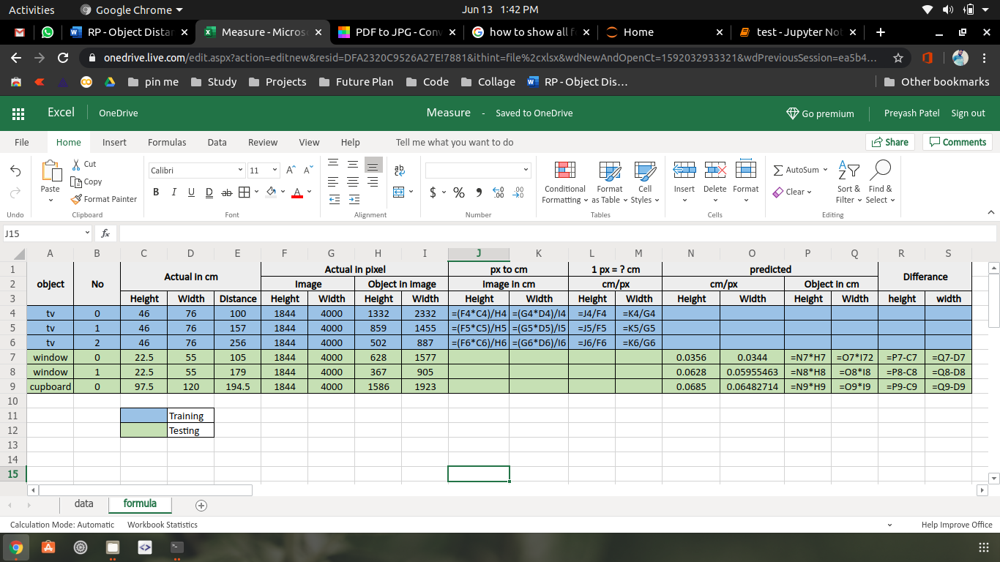 Activities Google Chrome Jun 13 1:42 PM
RP - Object Distan Measure - Micros PDF to JPG - Conv how to show all f Home test - Jupyter Not
onedrive.live.com/edit.aspx?action=editnew&resid=DFA2320C9526A27E!7881&ithint=file%2cxlsx&wdNewAndOpenCt=1592032933321&wdPreviousSession=ea5b4...
pin me Study Projects Future Plan Code Collage RP - Object Dis... Other bookmarks
Excel OneDrive Measure - Saved to OneDrive Go premium Preyash Patel Sign out
File Home Insert Formulas Data Review View Help Tell me what you want to do Share Comments
Paste Cut Copy Format Painter
Calibri 11 A A
B I U D ab A
ab
$ % .00
Conditional Formatting Format as Table Cell Styles
Insert Delete Format
AutoSum Clear Sort & Filter Find & Select
Undo Clipboard Font Alignment Number Tables Cells Editing
J15 fx
A B C D E F G H I J K L M N O P Q R S
1 object No Actual in cm Actual in pixel px to cm 1 px = ? cm predicted Differance
2 Image Object in Image Image in cm cm/px cm/px Object in cm
3 Height Width Distance Height Width Height Width Height Width Height Width Height Width Height Width height width
4 tv 0 46 76 100 1844 4000 1332 2332 =(F4*C4)/H4 =(G4*D4)/I4 =J4/F4 =K4/G4
5 tv 1 46 76 157 1844 4000 859 1455 =(F5*C5)/H5 =(G5*D5)/I5 =J5/F5 =K5/G5
6 tv 2 46 76 256 1844 4000 502 887 =(F6*C6)/H6 =(G6*D6)/I6 =J6/F6 =K6/G6
7 window 0 22.5 55 105 1844 4000 628 1577 0.0356 0.0344 =N7*H7 =O7*I72 =P7-C7 =Q7-D7
8 window 1 22.5 55 179 1844 4000 367 905 0.0628 0.05955463 =N8*H8 =O8*I8 =P8-C8 =Q8-D8
9 cupboard 0 97.5 120 194.5 1844 4000 1586 1923 0.0685 0.06482714 =N9*H9 =O9*I9 =P9-C9 =Q9-D9
10
11 Training
12 Testing
13
14
15
data formula
Calculation Mode: Automatic Workbook Statistics Help Improve Office